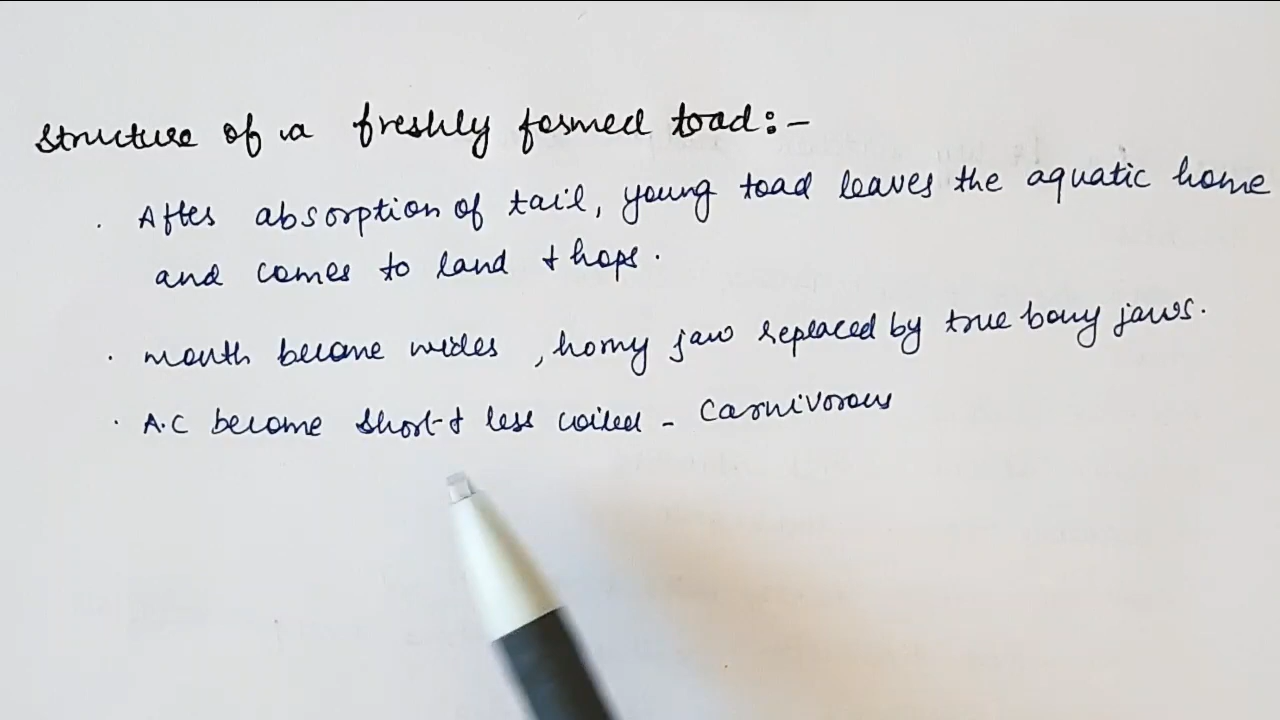 Structure of a freshly formed toad:-
. After absorption of tail, young toad leaves the aquatic home
and comes to land & hops.
. mouth become wider, horny jaw replaced by true bony jaws.
. A.C become short & less coiled - Carnivorous